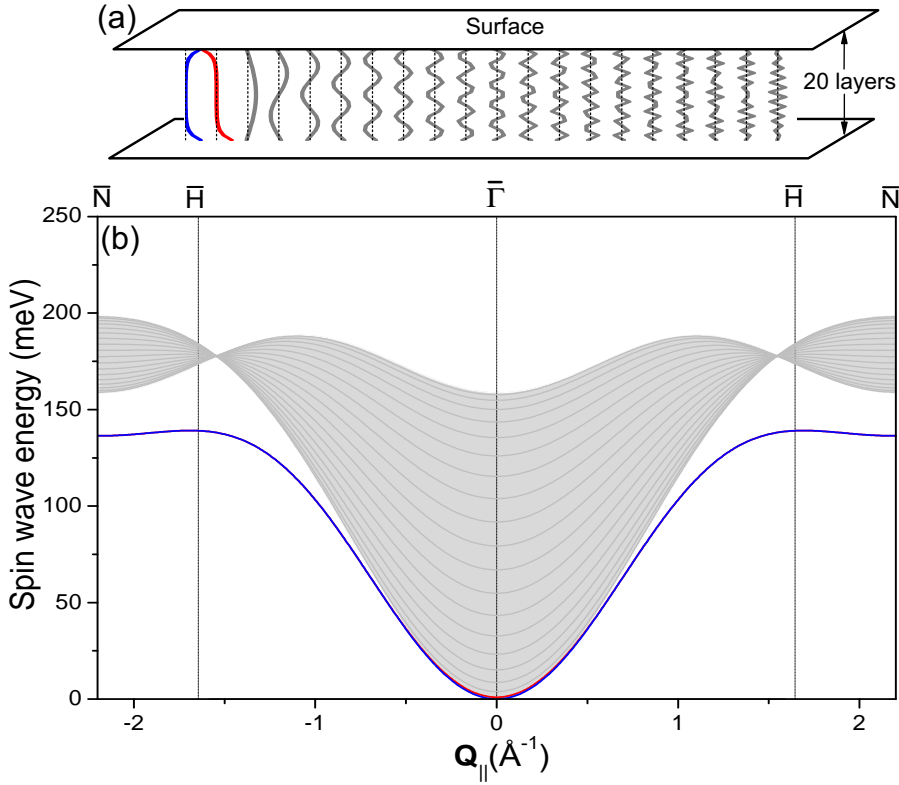 (a)
Surface
20 layers
N̅ H̅ Γ̅ H̅ N̅
(b)
250
200
150
100
50
0
Spin wave energy (meV)
-2 -1 0 1 2
Q||(Å⁻¹)